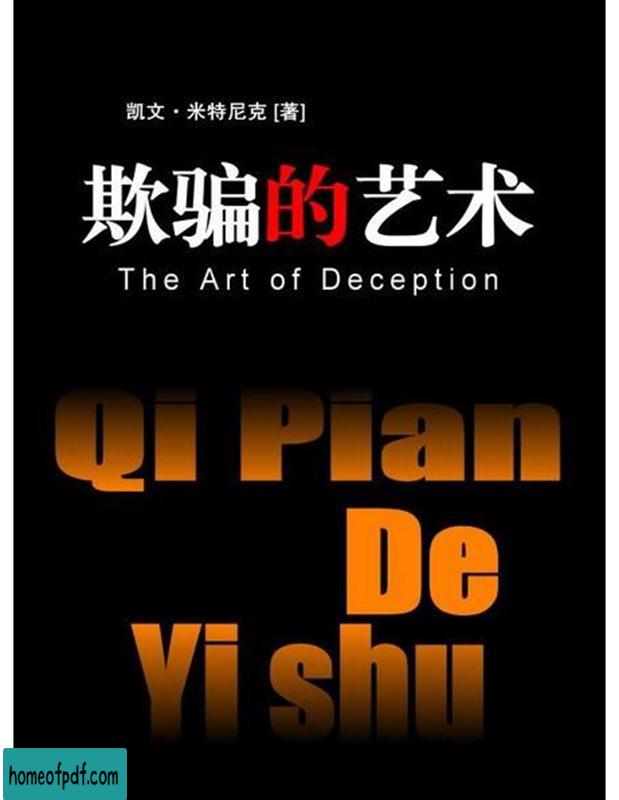 凯文·米特尼克 [著]
欺骗的艺术
The Art of Deception
Qi Pian
De
Yi shu
homeofpdf.com